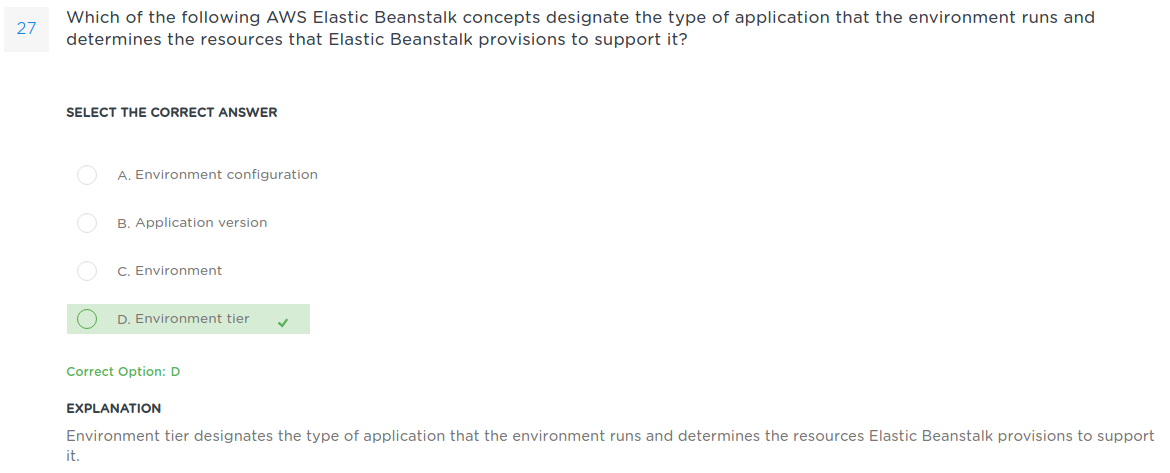 27
Which of the following AWS Elastic Beanstalk concepts designate the type of application that the environment runs and
determines the resources that Elastic Beanstalk provisions to support it?
SELECT THE CORRECT ANSWER
A. Environment configuration
B. Application version
C. Environment
D. Environment tier
Correct Option: D
EXPLANATION
Environment tier designates the type of application that the environment runs and determines the resources Elastic Beanstalk provisions to support
it.